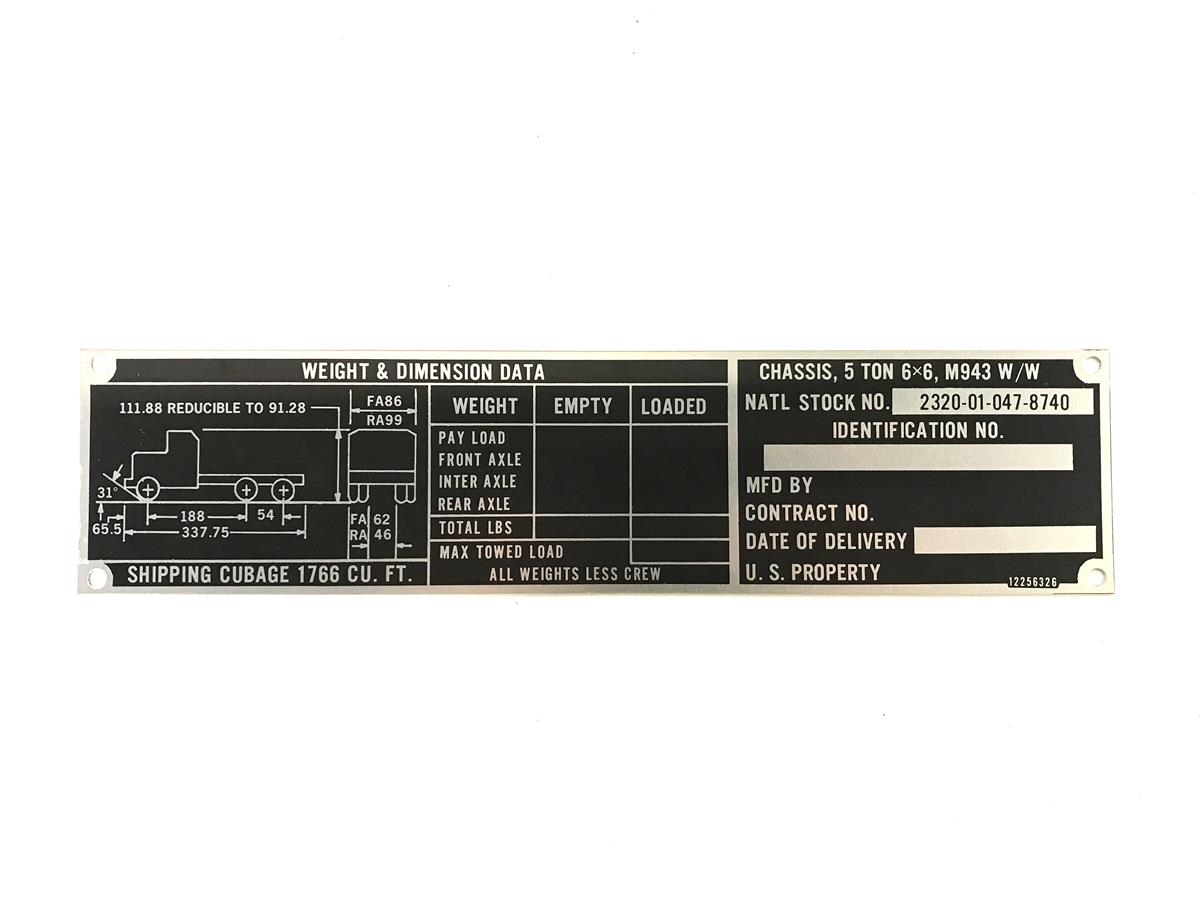 WEIGHT & DIMENSION DATA
111.88 REDUCIBLE TO 91.28
FA86
RA99
31°
65.5
188
54
337.75
FA 62
RA 46
SHIPPING CUBAGE 1766 CU. FT.
WEIGHT EMPTY LOADED
PAY LOAD
FRONT AXLE
INTER AXLE
REAR AXLE
TOTAL LBS
MAX TOWED LOAD
ALL WEIGHTS LESS CREW
CHASSIS, 5 TON 6×6, M943 W/W
NATL STOCK NO. 2320-01-047-8740
IDENTIFICATION NO.
MFD BY
CONTRACT NO.
DATE OF DELIVERY
U. S. PROPERTY
12256326